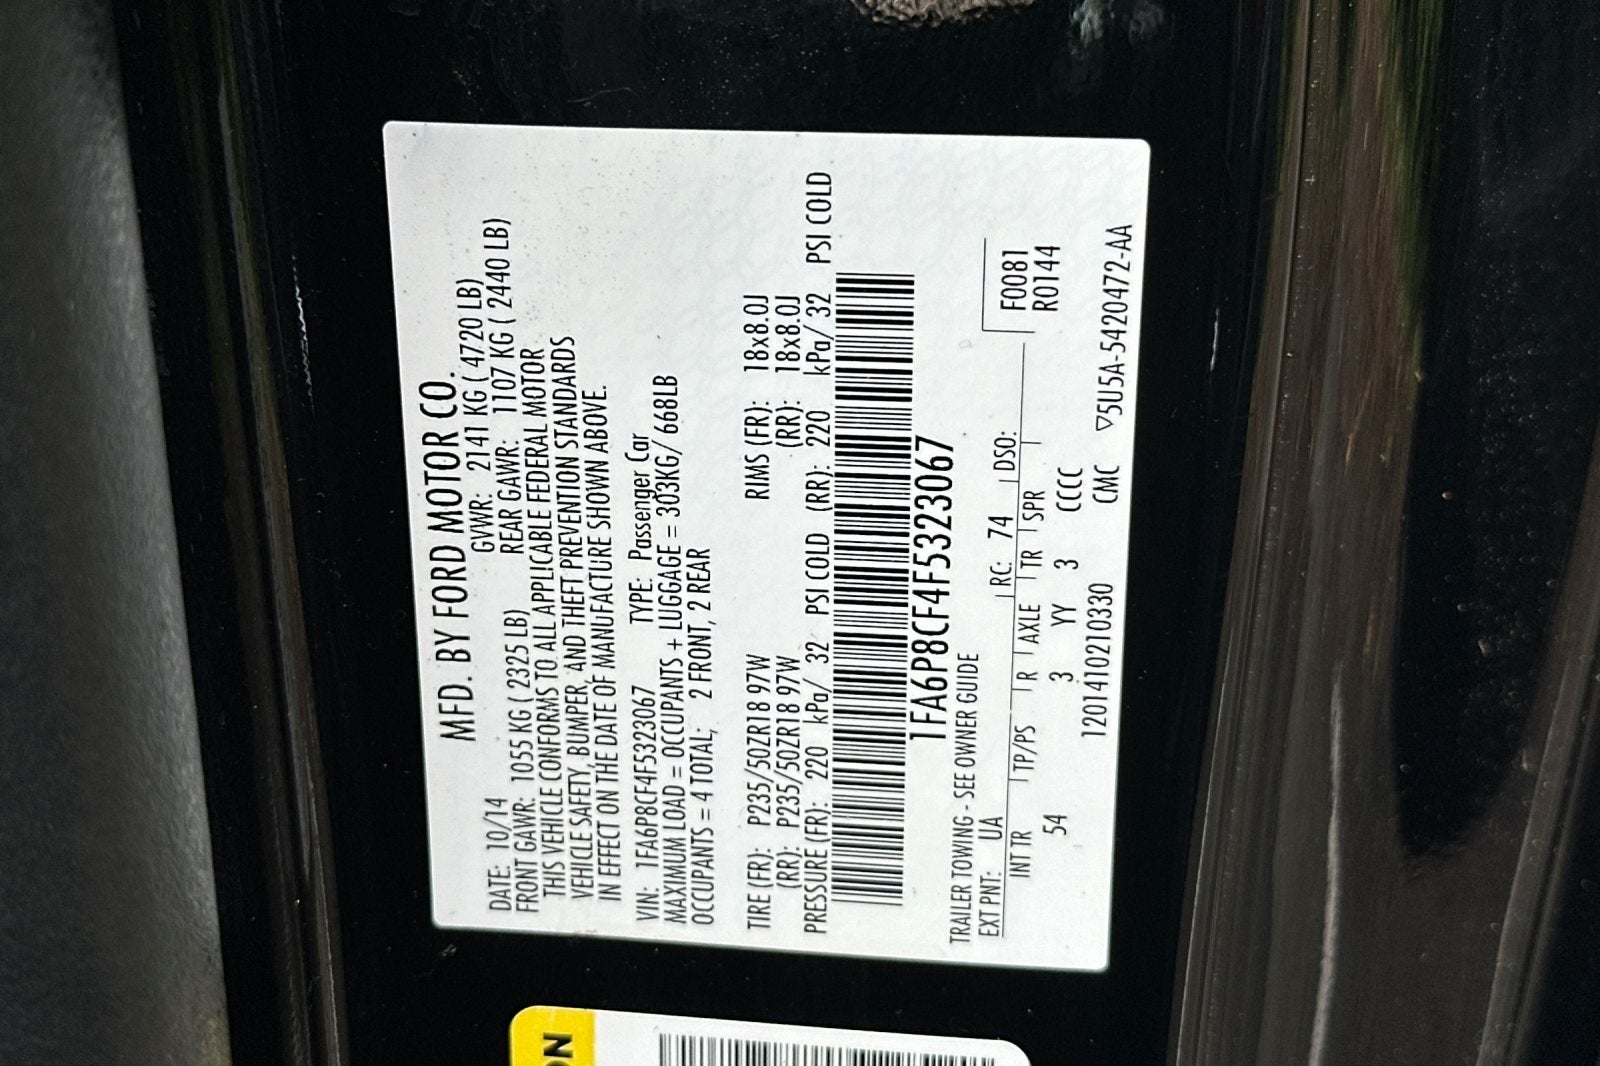 MFD. BY FORD MOTOR CO.
DATE: 10/14 GVWR: 2141 KG ( 4720 LB)
FRONT GAWR: 1055 KG ( 2325 LB) REAR GAWR: 1107 KG ( 2440 LB)
THIS VEHICLE CONFORMS TO ALL APPLICABLE FEDERAL MOTOR
VEHICLE SAFETY, BUMPER, AND THEFT PREVENTION STANDARDS
IN EFFECT ON THE DATE OF MANUFACTURE SHOWN ABOVE.
VIN: 1FA6P8CF4F5323067 TYPE: Passenger Car
MAXIMUM LOAD = OCCUPANTS + LUGGAGE = 303KG/ 668LB
OCCUPANTS = 4 TOTAL; 2 FRONT, 2 REAR
TIRE (FR): P235/50ZR18 97W RIMS (FR): 18x8.0J
(RR): P235/50ZR18 97W (RR): 18x8.0J
PRESSURE (FR): 220 kPa/ 32 PSI COLD (RR): 220 kPa/ 32 PSI COLD
1FA6P8CF4F5323067
TRAILER TOWING - SEE OWNER GUIDE
EXT PNT: UA RC: 74 DSO: F0081
INT TR TP/PS R AXLE TR SPR R0144
54 3 YY 3 CCCC
1201410210330 CMC ▽5U5A-5420472-AA
ON